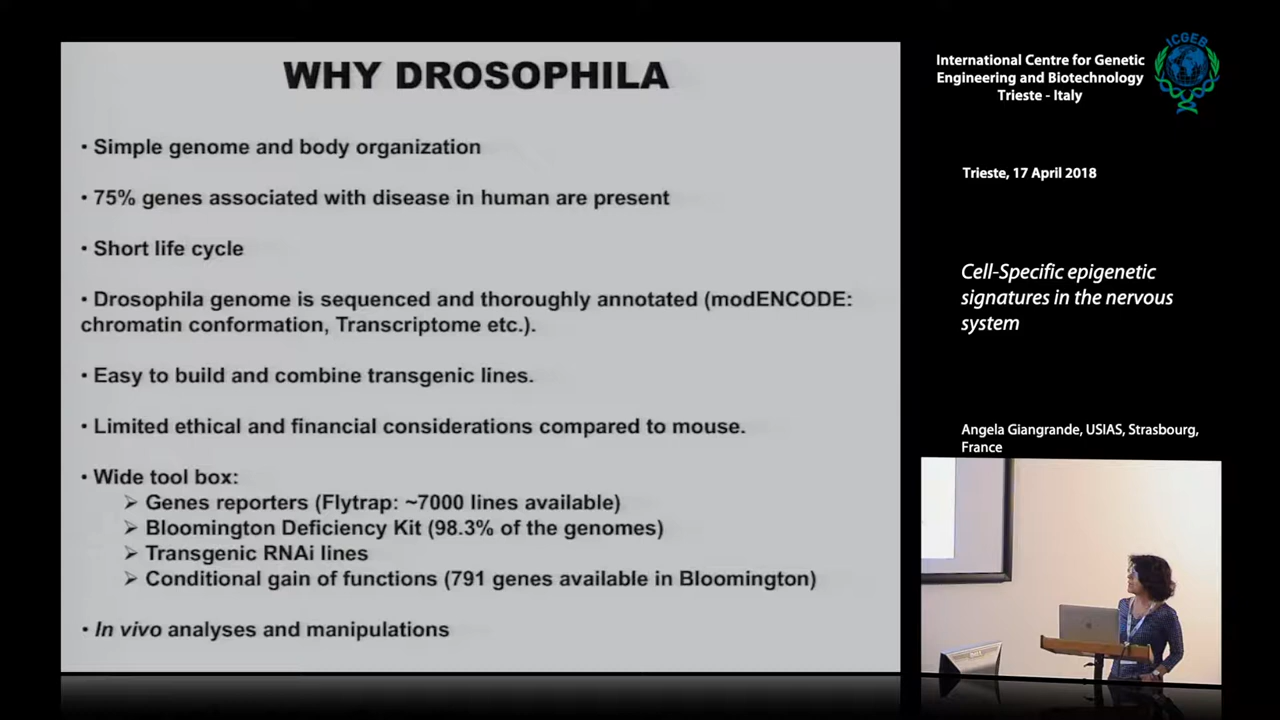 WHY DROSOPHILA
• Simple genome and body organization
• 75% genes associated with disease in human are present
• Short life cycle
• Drosophila genome is sequenced and thoroughly annotated (modENCODE:
chromatin conformation, Transcriptome etc.).
• Easy to build and combine transgenic lines.
• Limited ethical and financial considerations compared to mouse.
• Wide tool box:
➢ Genes reporters (Flytrap: ~7000 lines available)
➢ Bloomington Deficiency Kit (98.3% of the genomes)
➢ Transgenic RNAi lines
➢ Conditional gain of functions (791 genes available in Bloomington)
• In vivo analyses and manipulations
International Centre for Genetic
Engineering and Biotechnology
Trieste - Italy
ICGEB
Trieste, 17 April 2018
Cell-Specific epigenetic
signatures in the nervous
system
Angela Giangrande, USIAS, Strasbourg,
France